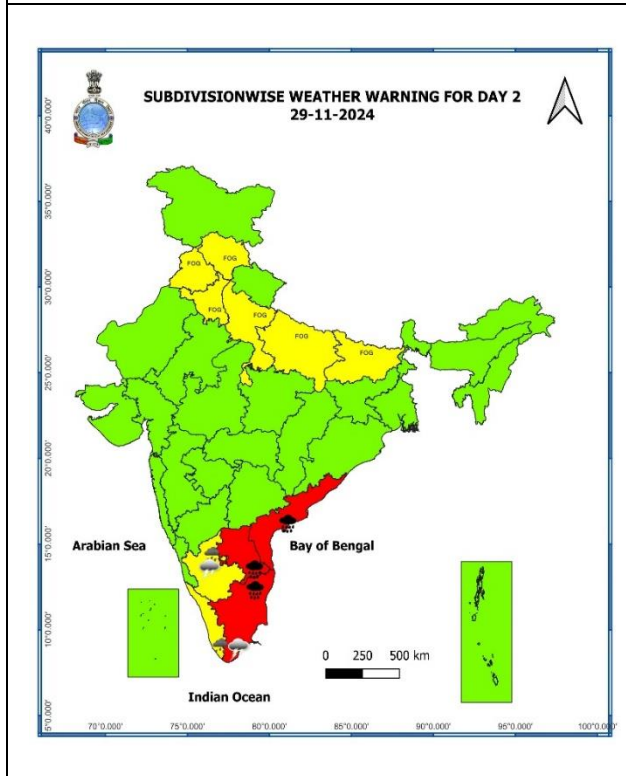 SUBDIVISIONWISE WEATHER WARNING FOR DAY 2
29-11-2024
40°0.000'
35°0.000'
30°0.000'
25°0.000'
20°0.000'
15°0.000'
10°0.000'
5°0.000'
FOG
FOG
FOG
FOG
FOG
FOG
Arabian Sea
Bay of Bengal
0 250 500 km
Indian Ocean
70°0.000' 75°0.000' 80°0.000' 85°0.000' 90°0.000' 95°0.000' 100°0.000'